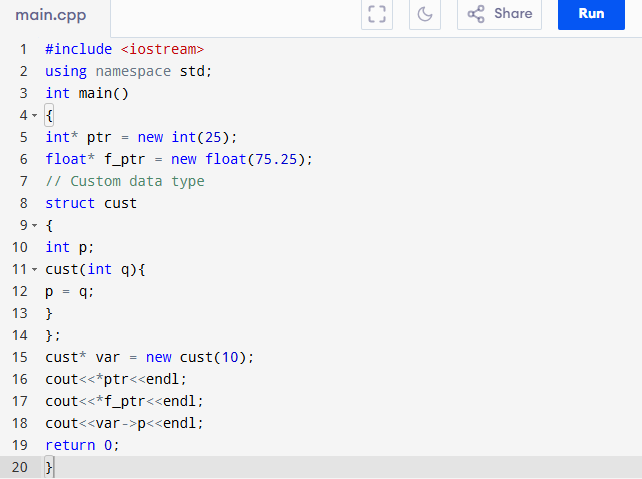 main.cpp
Share
Run
1 #include <iostream>
2 using namespace std;
3 int main()
4 {
5 int* ptr = new int(25);
6 float* f_ptr = new float(75.25);
7 // Custom data type
8 struct cust
9 {
10 int p;
11 cust(int q){
12 p = q;
13 }
14 };
15 cust* var = new cust(10);
16 cout<<*ptr<<endl;
17 cout<<*f_ptr<<endl;
18 cout<<var->p<<endl;
19 return 0;
20 }